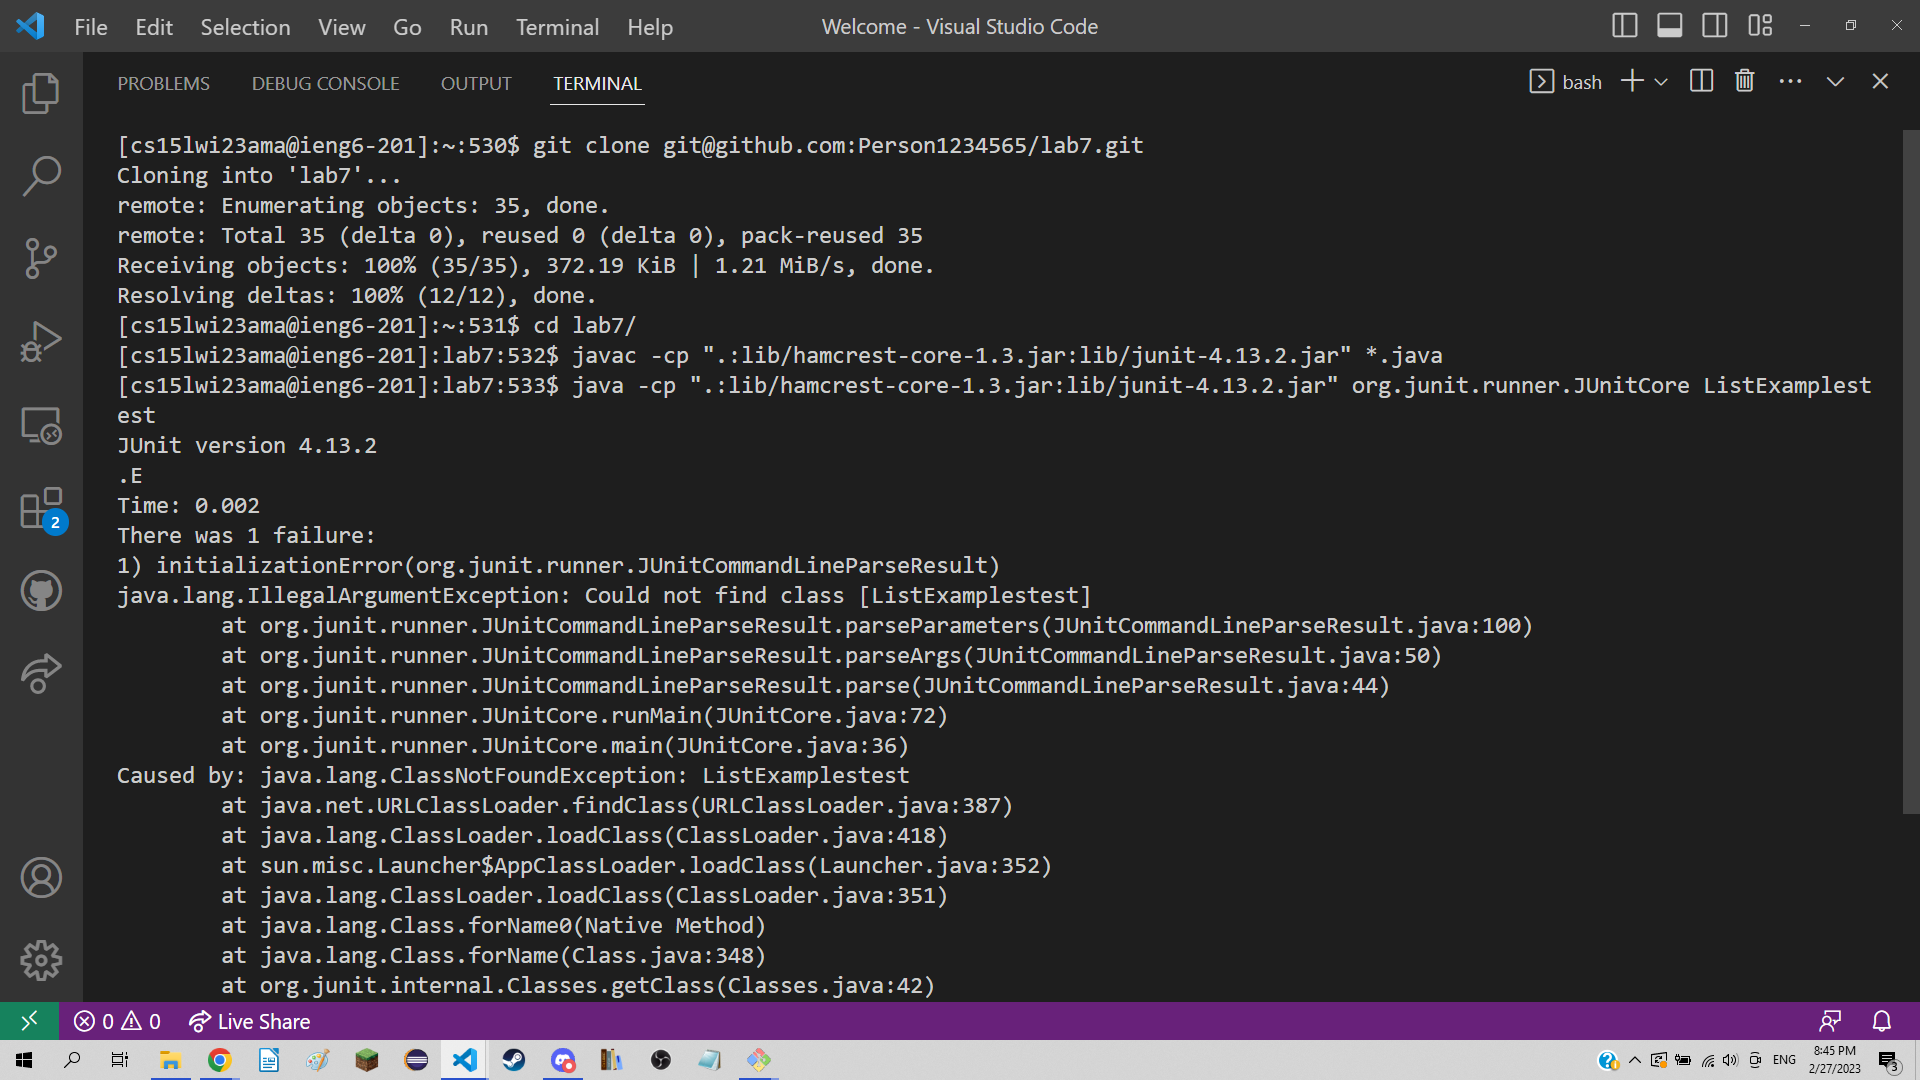 File Edit Selection View Go Run Terminal Help Welcome - Visual Studio Code
PROBLEMS DEBUG CONSOLE OUTPUT TERMINAL bash
[cs15lwi23ama@ieng6-201]:~:530$ git clone git@github.com:Person1234565/lab7.git
Cloning into 'lab7'...
remote: Enumerating objects: 35, done.
remote: Total 35 (delta 0), reused 0 (delta 0), pack-reused 35
Receiving objects: 100% (35/35), 372.19 KiB | 1.21 MiB/s, done.
Resolving deltas: 100% (12/12), done.
[cs15lwi23ama@ieng6-201]:~:531$ cd lab7/
[cs15lwi23ama@ieng6-201]:lab7:532$ javac -cp ".:lib/hamcrest-core-1.3.jar:lib/junit-4.13.2.jar" *.java
[cs15lwi23ama@ieng6-201]:lab7:533$ java -cp ".:lib/hamcrest-core-1.3.jar:lib/junit-4.13.2.jar" org.junit.runner.JUnitCore ListExamplest
est
JUnit version 4.13.2
.E
Time: 0.002
There was 1 failure:
1) initializationError(org.junit.runner.JUnitCommandLineParseResult)
java.lang.IllegalArgumentException: Could not find class [ListExamplestest]
at org.junit.runner.JUnitCommandLineParseResult.parseParameters(JUnitCommandLineParseResult.java:100)
at org.junit.runner.JUnitCommandLineParseResult.parseArgs(JUnitCommandLineParseResult.java:50)
at org.junit.runner.JUnitCommandLineParseResult.parse(JUnitCommandLineParseResult.java:44)
at org.junit.runner.JUnitCore.runMain(JUnitCore.java:72)
at org.junit.runner.JUnitCore.main(JUnitCore.java:36)
Caused by: java.lang.ClassNotFoundException: ListExamplestest
at java.net.URLClassLoader.findClass(URLClassLoader.java:387)
at java.lang.ClassLoader.loadClass(ClassLoader.java:418)
at sun.misc.Launcher$AppClassLoader.loadClass(Launcher.java:352)
at java.lang.ClassLoader.loadClass(ClassLoader.java:351)
at java.lang.Class.forName0(Native Method)
at java.lang.Class.forName(Class.java:348)
at org.junit.internal.Classes.getClass(Classes.java:42)
2
0 0 Live Share
ENG 8:45 PM
2/27/2023 3